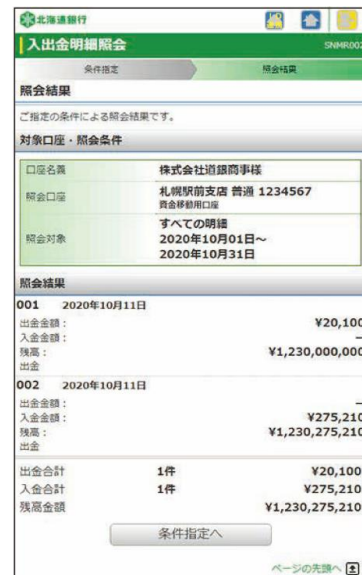 北海道銀行
入出金明細照会
SNMR002
条件指定 照会結果
照会結果
ご指定の条件による照会結果です。
対象口座・照会条件
口座名義 株式会社道銀商事様
照会口座 札幌駅前支店 普通 1234567
資金移動用口座
照会対象 すべての明細
2020年10月01日～
2020年10月31日
照会結果
001 2020年10月11日
出金金額： ¥20,100
入金金額： –
残高： ¥1,230,000,000
出金
002 2020年10月11日
出金金額： –
入金金額： ¥275,210
残高： ¥1,230,275,210
出金
出金合計 1件 ¥20,100
入金合計 1件 ¥275,210
残高金額 ¥1,230,275,210
条件指定へ
ページの先頭へ